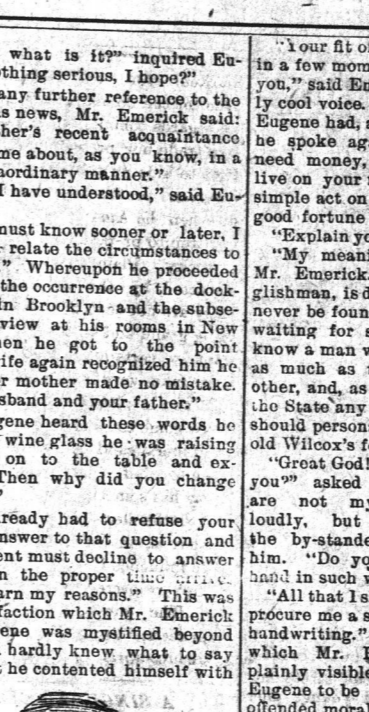 what is it?" inquired Eu-
othing serious, I hope?"
any further reference to the
s news, Mr. Emerick said:
her's recent acquaintance
me about, as you know, in a
aordinary manner."
I have understood," said Eu-
must know sooner or later, I
relate the circumstances to
" Whereupon he proceeded
the occurrence at the dock-
in Brooklyn and the subse-
view at his rooms in New
hen he got to the point
ife again recognized him he
r mother made no mistake.
sband and your father."
gene heard these words he
wine glass he was raising
on to the table and ex-
Then why did you change
ready had to refuse your
nswer to that question and
ent must decline to answer
n the proper time arrive.
arn my reasons." This was
faction which Mr. Emerick
ene was mystified beyond
hardly knew what to say
t he contented himself with
"Your fit of
in a few mom
you," said Eu
ly cool voice.
Eugene had,
he spoke ag
need money,
live on your
simple act on
good fortune
"Explain yo
"My meani
Mr. Emerick.
glishman, is d
never be foun
waiting for s
know a man w
as much as
other, and, as
the State any
should person
old Wilcox's f
"Great God!
you?" asked
are not my
loudly, but
the by-stande
him. "Do yo
hand in such w
"All that I s
procure me a s
handwriting."
which Mr. E
plainly visible
Eugene to be
offended moral